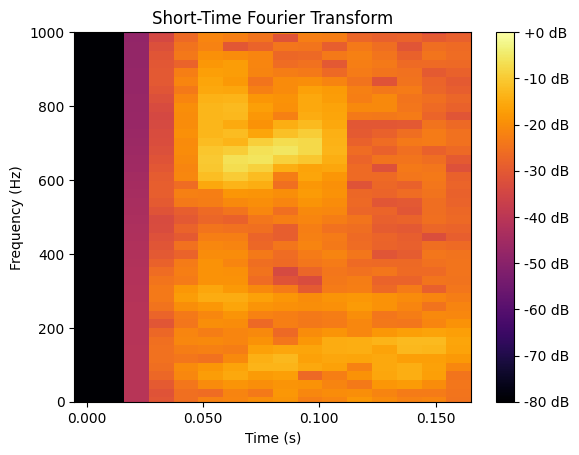 Short-Time Fourier Transform
Frequency (Hz)
1000
800
600
400
200
0
0.000
0.050
0.100
0.150
Time (s)
+0 dB
-10 dB
-20 dB
-30 dB
-40 dB
-50 dB
-60 dB
-70 dB
-80 dB